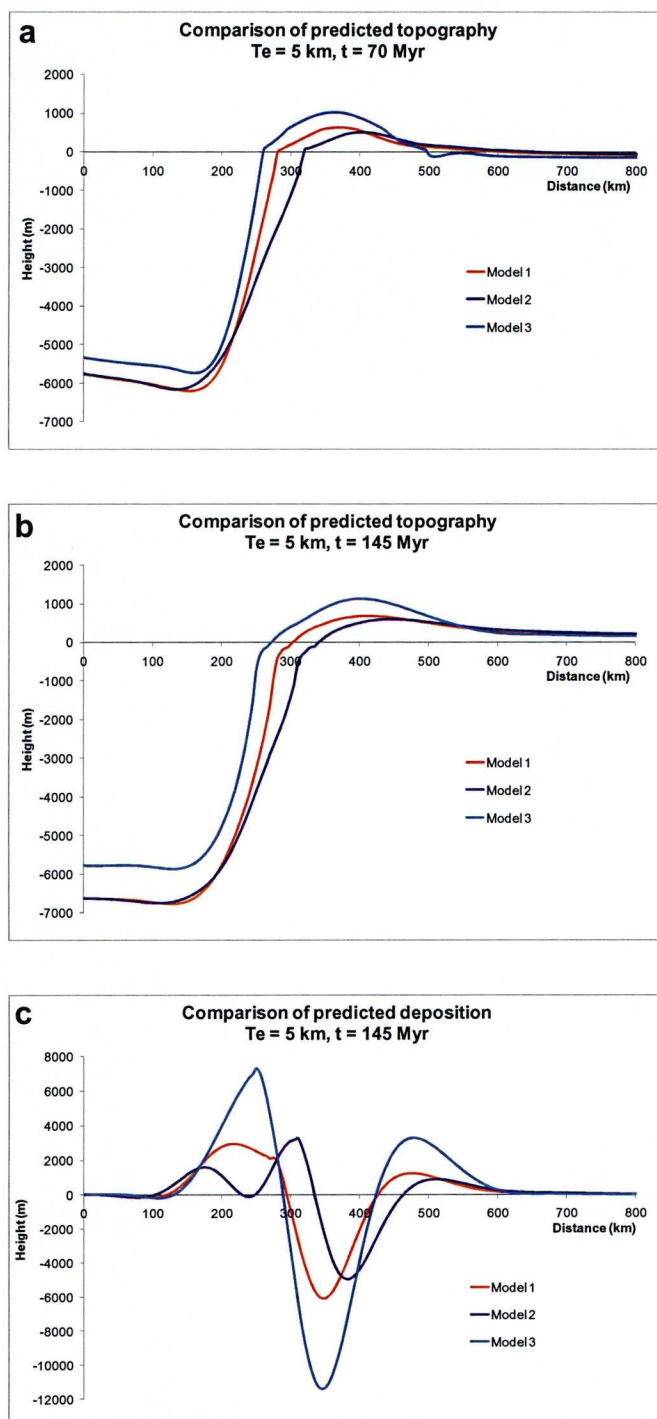 a
Comparison of predicted topography
Te = 5 km, t = 70 Myr
2000
1000
0
0 100 200 300 400 500 600 700 800
-1000
Distance (km)
-2000
-3000
-4000
-5000
-6000
-7000
Height (m)
Model 1
Model 2
Model 3
b
Comparison of predicted topography
Te = 5 km, t = 145 Myr
2000
1000
0
0 100 200 300 400 500 600 700 800
-1000
Distance (km)
-2000
-3000
-4000
-5000
-6000
-7000
Height (m)
Model 1
Model 2
Model 3
c
Comparison of predicted deposition
Te = 5 km, t = 145 Myr
8000
6000
4000
2000
0
0 100 200 300 400 500 600 700 800
-2000
Distance (km)
-4000
-6000
-8000
-10000
-12000
Height (m)
Model 1
Model 2
Model 3